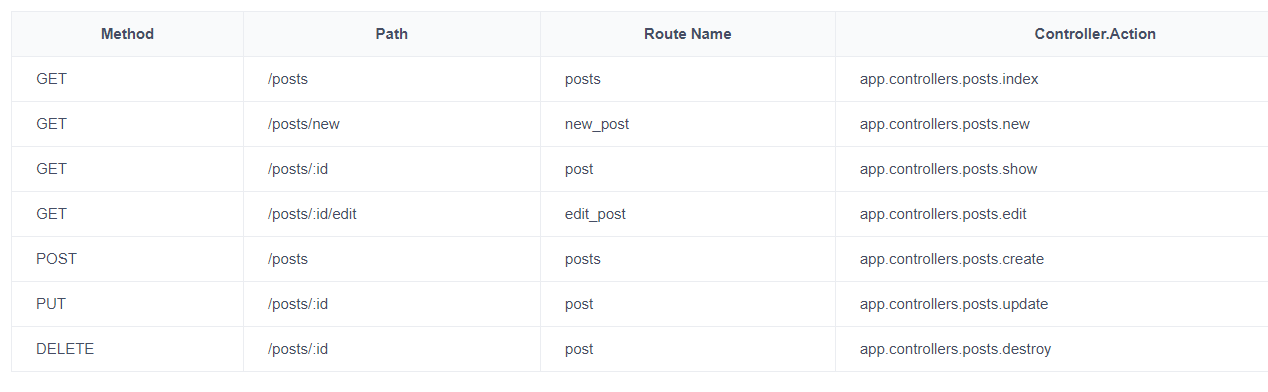 Method Path Route Name Controller.Action
GET /posts posts app.controllers.posts.index
GET /posts/new new_post app.controllers.posts.new
GET /posts/:id post app.controllers.posts.show
GET /posts/:id/edit edit_post app.controllers.posts.edit
POST /posts posts app.controllers.posts.create
PUT /posts/:id post app.controllers.posts.update
DELETE /posts/:id post app.controllers.posts.destroy